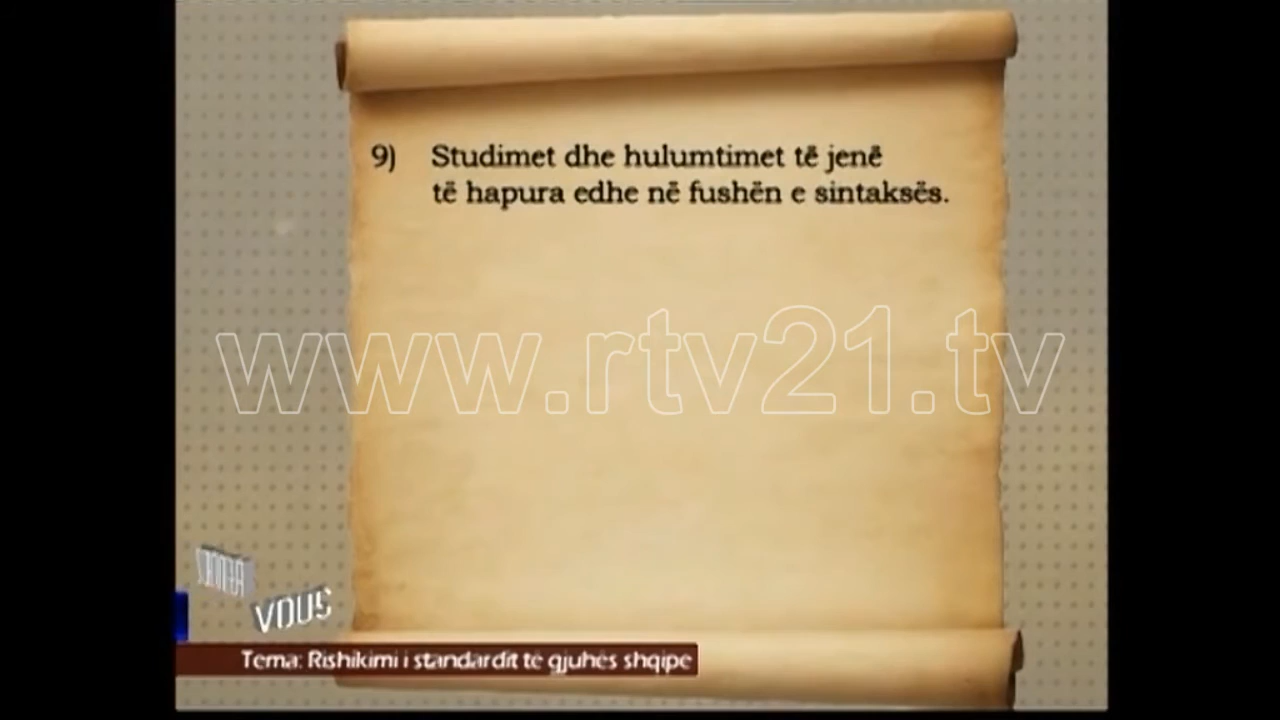 9) Studimet dhe hulumtimet të jenë
të hapura edhe në fushën e sintaksës.
www.rtv21.tv
VOUS
Tema: Rishikimi i standardit të gjuhës shqipe